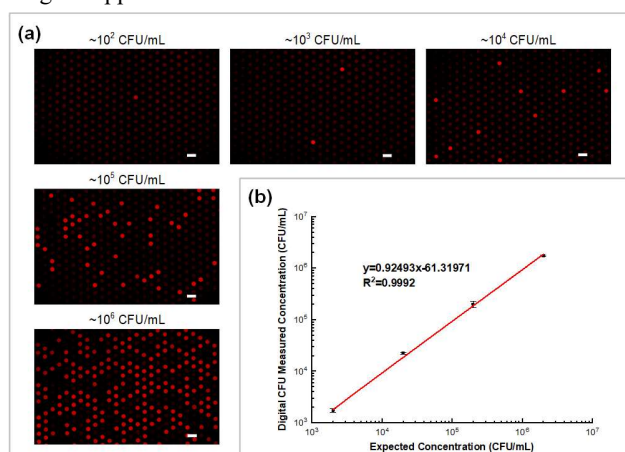 (a)
~10² CFU/mL
~10³ CFU/mL
~10⁴ CFU/mL
~10⁵ CFU/mL
~10⁶ CFU/mL
(b)
Digital CFU Measured Concentration (CFU/mL)
10⁷
10⁶
10⁵
10⁴
10³
y=0.92493x-61.31971
R²=0.9992
10³ 10⁴ 10⁵ 10⁶ 10⁷
Expected Concentration (CFU/mL)